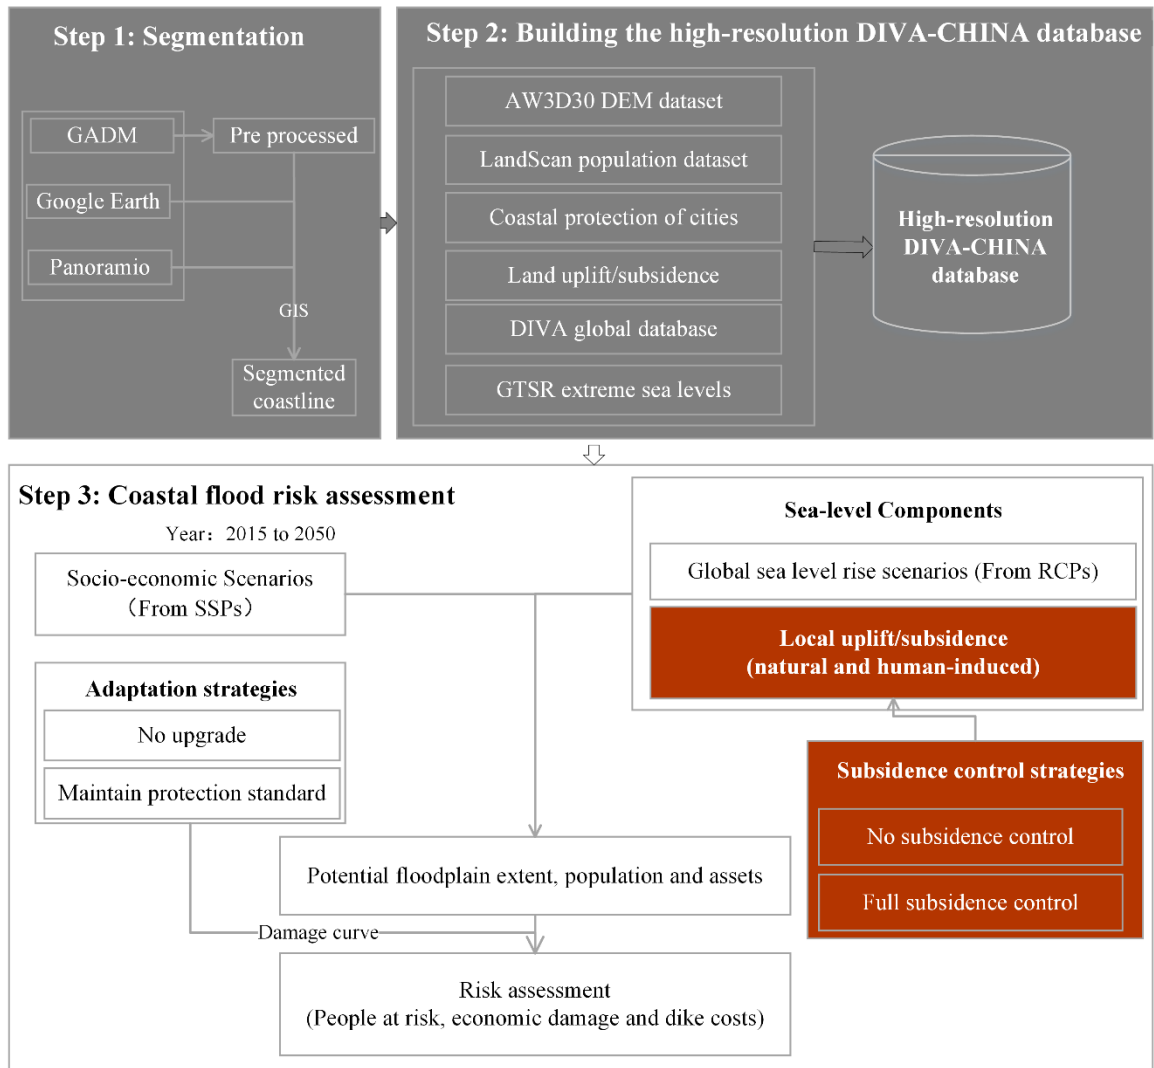 Step 1: Segmentation
GADM
Pre processed
Google Earth
Panoramio
GIS
Segmented
coastline
Step 2: Building the high-resolution DIVA-CHINA database
AW3D30 DEM dataset
LandScan population dataset
Coastal protection of cities
Land uplift/subsidence
DIVA global database
GTSR extreme sea levels
High-resolution
DIVA-CHINA
database
Step 3: Coastal flood risk assessment
Year：2015 to 2050
Socio-economic Scenarios
（From SSPs）
Adaptation strategies
No upgrade
Maintain protection standard
Sea-level Components
Global sea level rise scenarios (From RCPs)
Local uplift/subsidence
(natural and human-induced)
Subsidence control strategies
No subsidence control
Full subsidence control
Potential floodplain extent, population and assets
Damage curve
Risk assessment
(People at risk, economic damage and dike costs)